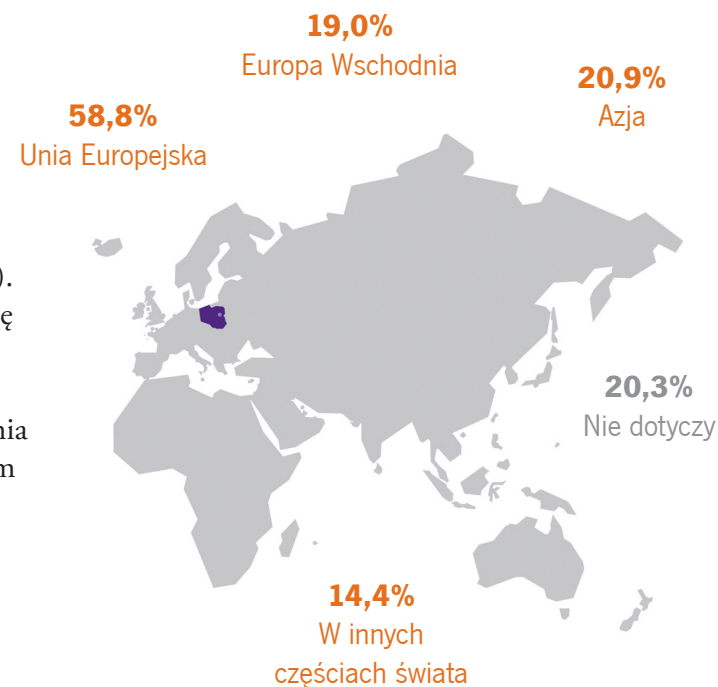 19,0%
Europa Wschodnia
20,9%
Azja
58,8%
Unia Europejska
).
ę
20,3%
Nie dotyczy
nia
m
14,4%
W innych
częściach świata